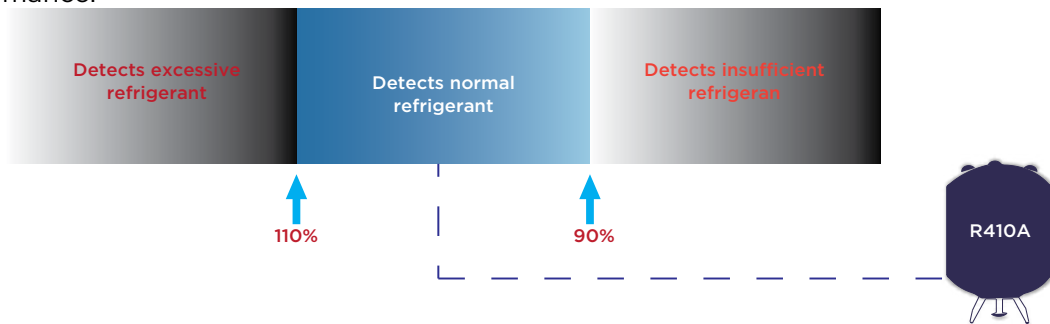 Detects excessive
refrigerant
Detects normal
refrigerant
Detects insufficient
refrigeran
110%
90%
R410A